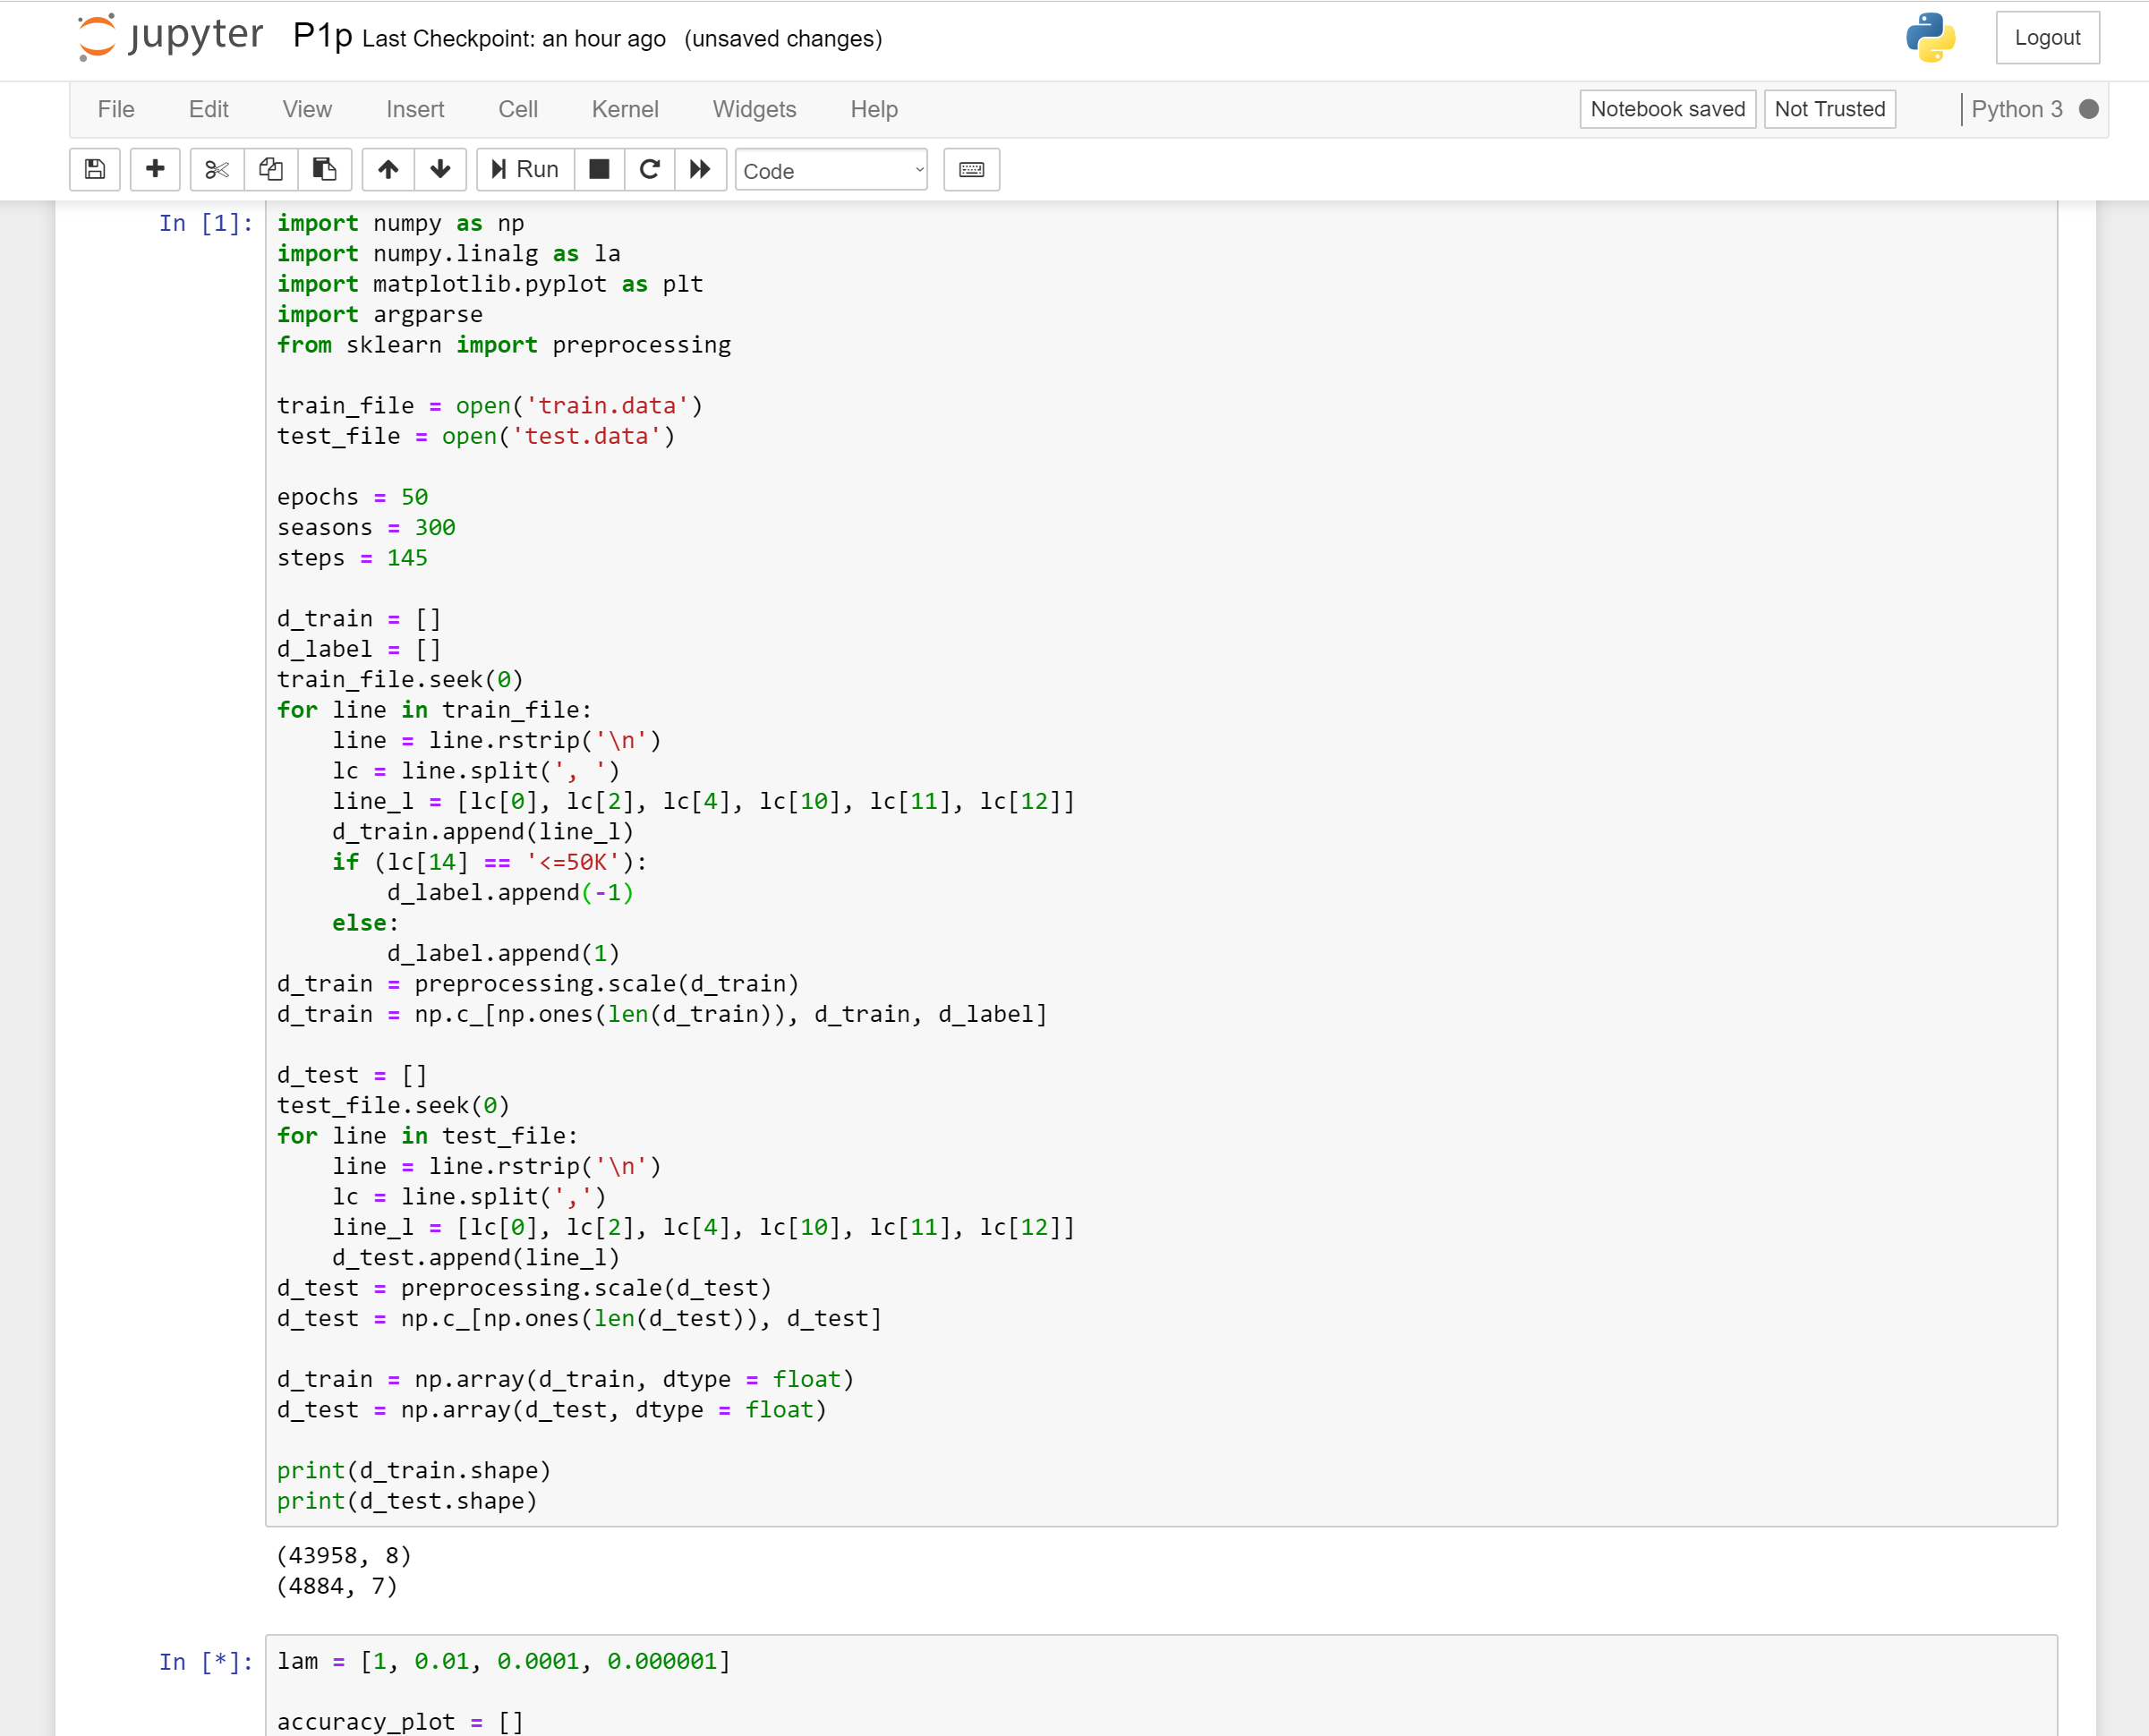 jupyter P1p Last Checkpoint: an hour ago (unsaved changes) Logout
File Edit View Insert Cell Kernel Widgets Help Notebook saved Not Trusted Python 3
Run Code
In [1]: import numpy as np
import numpy.linalg as la
import matplotlib.pyplot as plt
import argparse
from sklearn import preprocessing

train_file = open('train.data')
test_file = open('test.data')

epochs = 50
seasons = 300
steps = 145

d_train = []
d_label = []
train_file.seek(0)
for line in train_file:
    line = line.rstrip('\n')
    lc = line.split(', ')
    line_l = [lc[0], lc[2], lc[4], lc[10], lc[11], lc[12]]
    d_train.append(line_l)
    if (lc[14] == '<=50K'):
        d_label.append(-1)
    else:
        d_label.append(1)
d_train = preprocessing.scale(d_train)
d_train = np.c_[np.ones(len(d_train)), d_train, d_label]

d_test = []
test_file.seek(0)
for line in test_file:
    line = line.rstrip('\n')
    lc = line.split(',')
    line_l = [lc[0], lc[2], lc[4], lc[10], lc[11], lc[12]]
    d_test.append(line_l)
d_test = preprocessing.scale(d_test)
d_test = np.c_[np.ones(len(d_test)), d_test]

d_train = np.array(d_train, dtype = float)
d_test = np.array(d_test, dtype = float)

print(d_train.shape)
print(d_test.shape)
(43958, 8)
(4884, 7)
In [*]: lam = [1, 0.01, 0.0001, 0.000001]

accuracy_plot = []